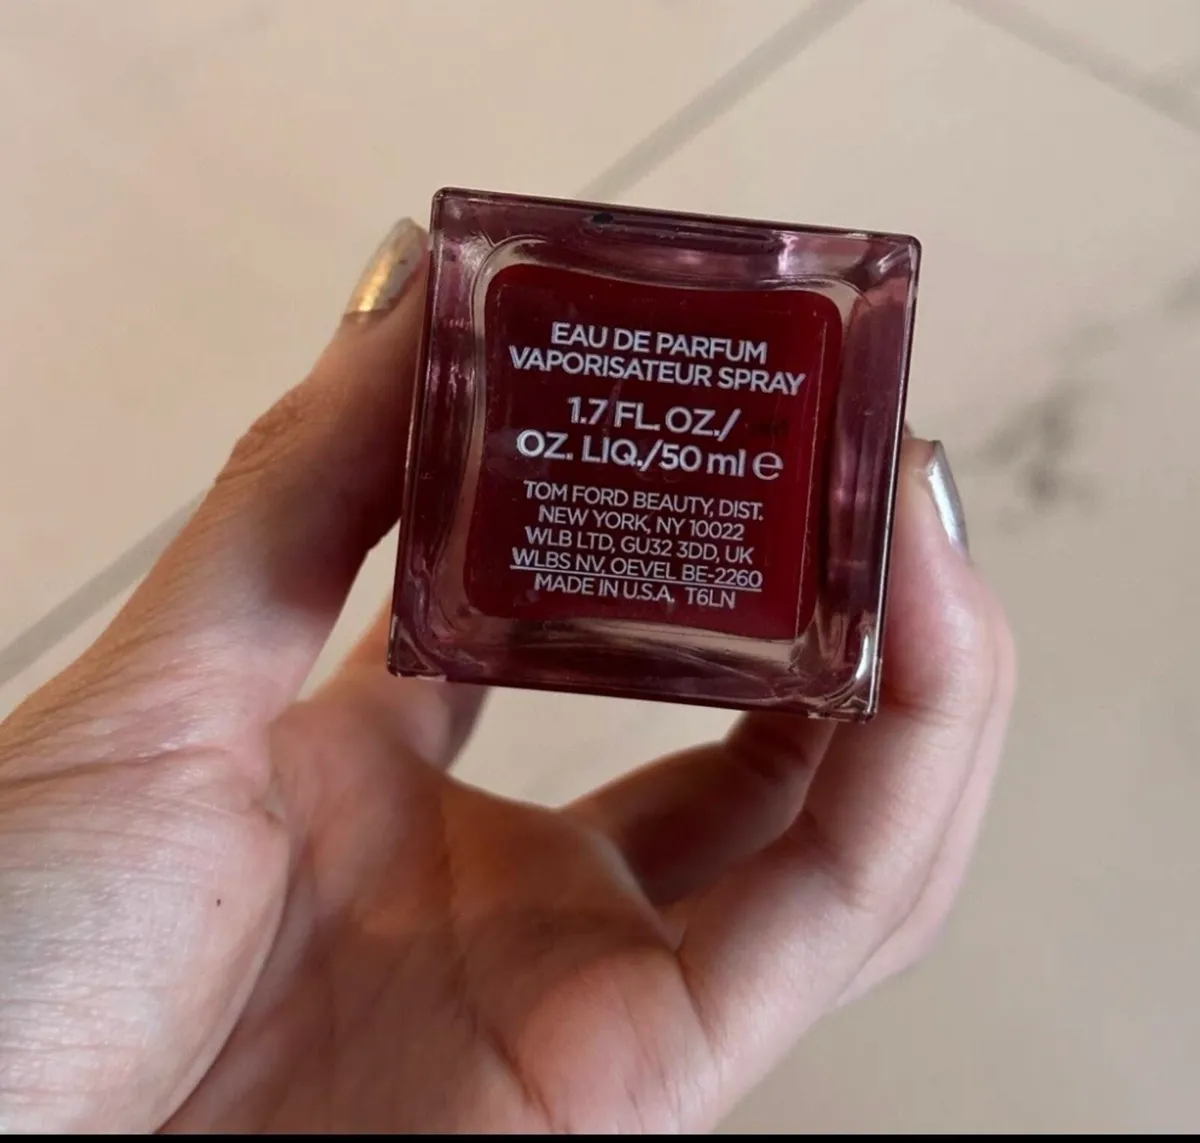 EAU DE PARFUM
VAPORISATEUR SPRAY
1.7 FL. OZ./
OZ. LIQ./50 ml e
TOM FORD BEAUTY, DIST.
NEW YORK, NY 10022
WLB LTD, GU32 3DD, UK
WLBS NV, OEVEL BE-2260
MADE IN U.S.A. T6LN